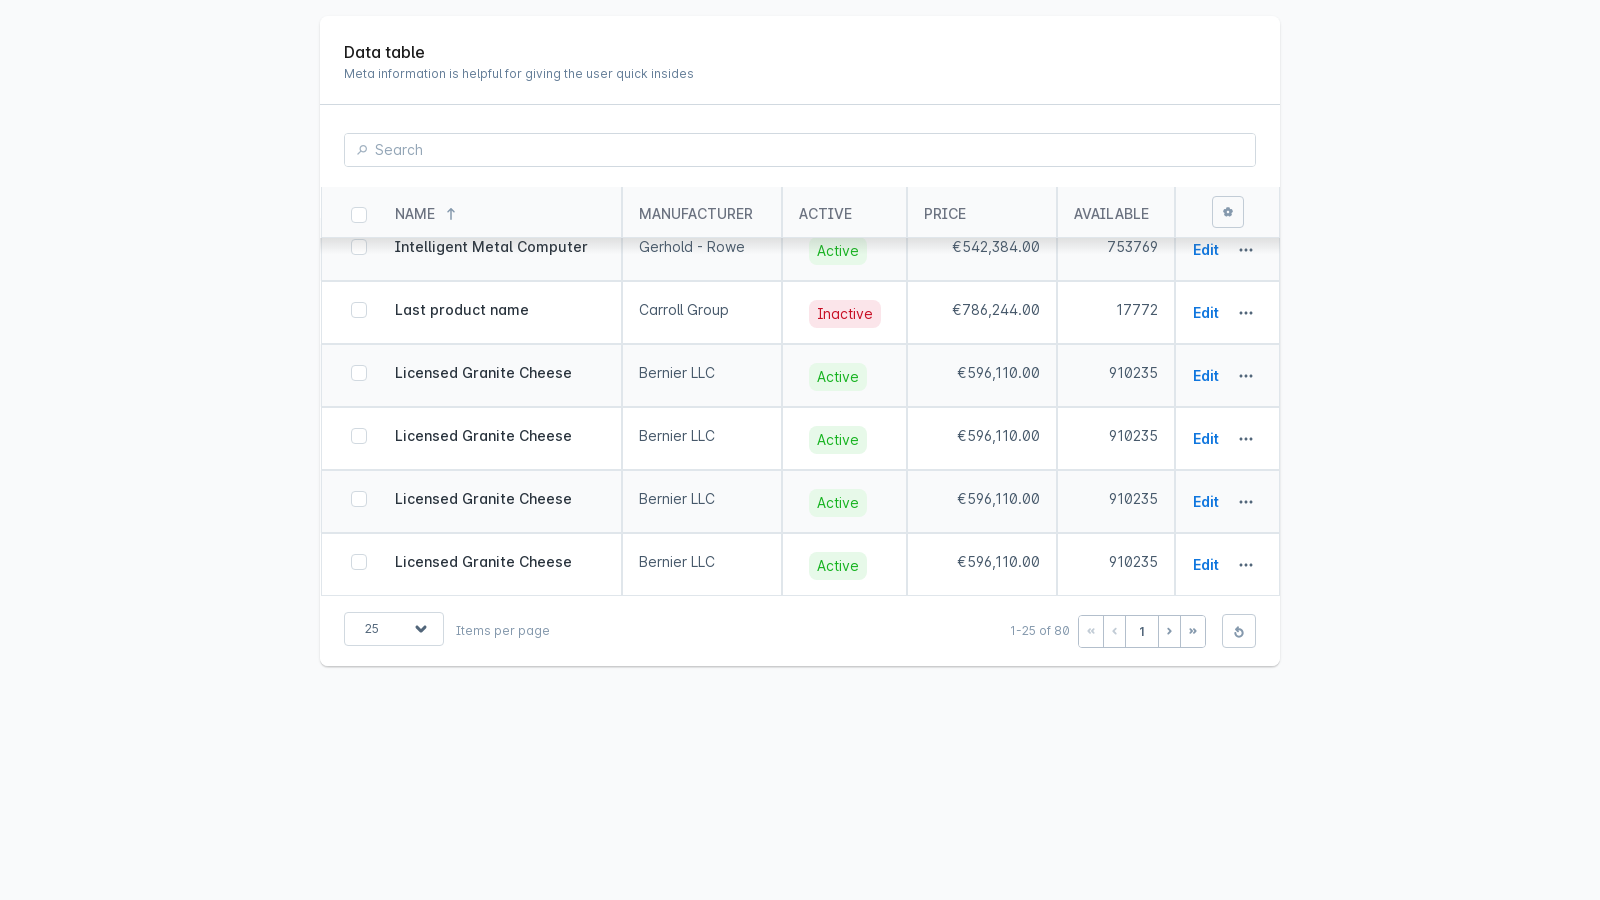 Data table
Meta information is helpful for giving the user quick insides
Search
NAME MANUFACTURER ACTIVE PRICE AVAILABLE
Intelligent Metal Computer Gerhold - Rowe Active €542,384.00 753769 Edit
Last product name Carroll Group Inactive €786,244.00 17772 Edit
Licensed Granite Cheese Bernier LLC Active €596,110.00 910235 Edit
Licensed Granite Cheese Bernier LLC Active €596,110.00 910235 Edit
Licensed Granite Cheese Bernier LLC Active €596,110.00 910235 Edit
Licensed Granite Cheese Bernier LLC Active €596,110.00 910235 Edit
25 Items per page 1-25 of 80 « ‹ 1 › »